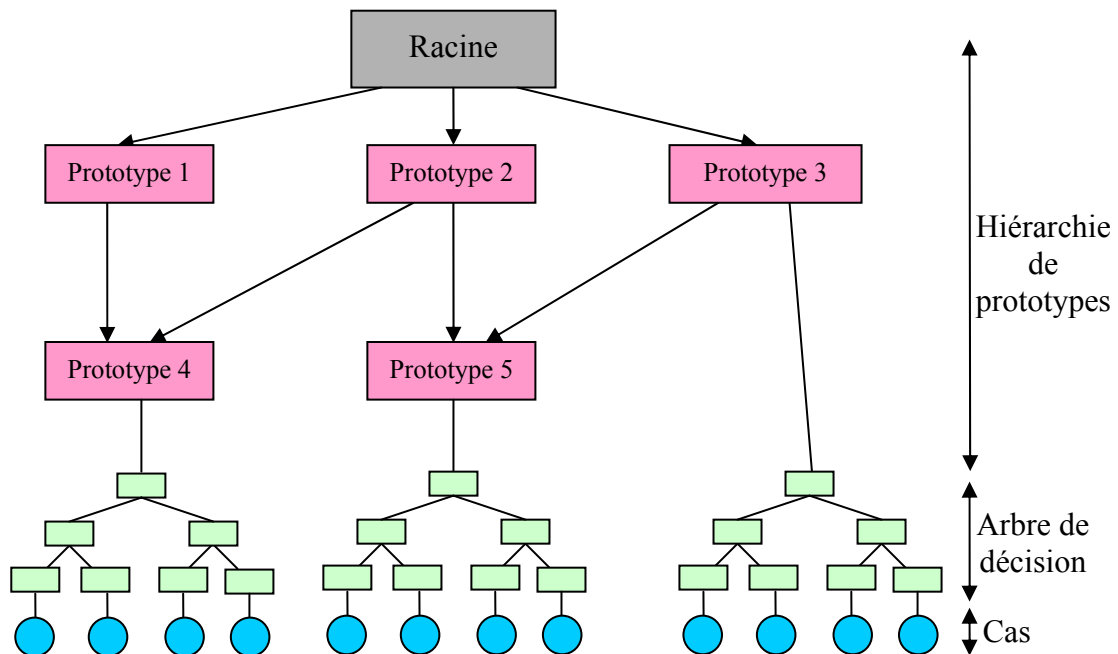 Racine
Prototype 1
Prototype 2
Prototype 3
Hiérarchie
de
prototypes
Prototype 4
Prototype 5
Arbre de
décision
Cas